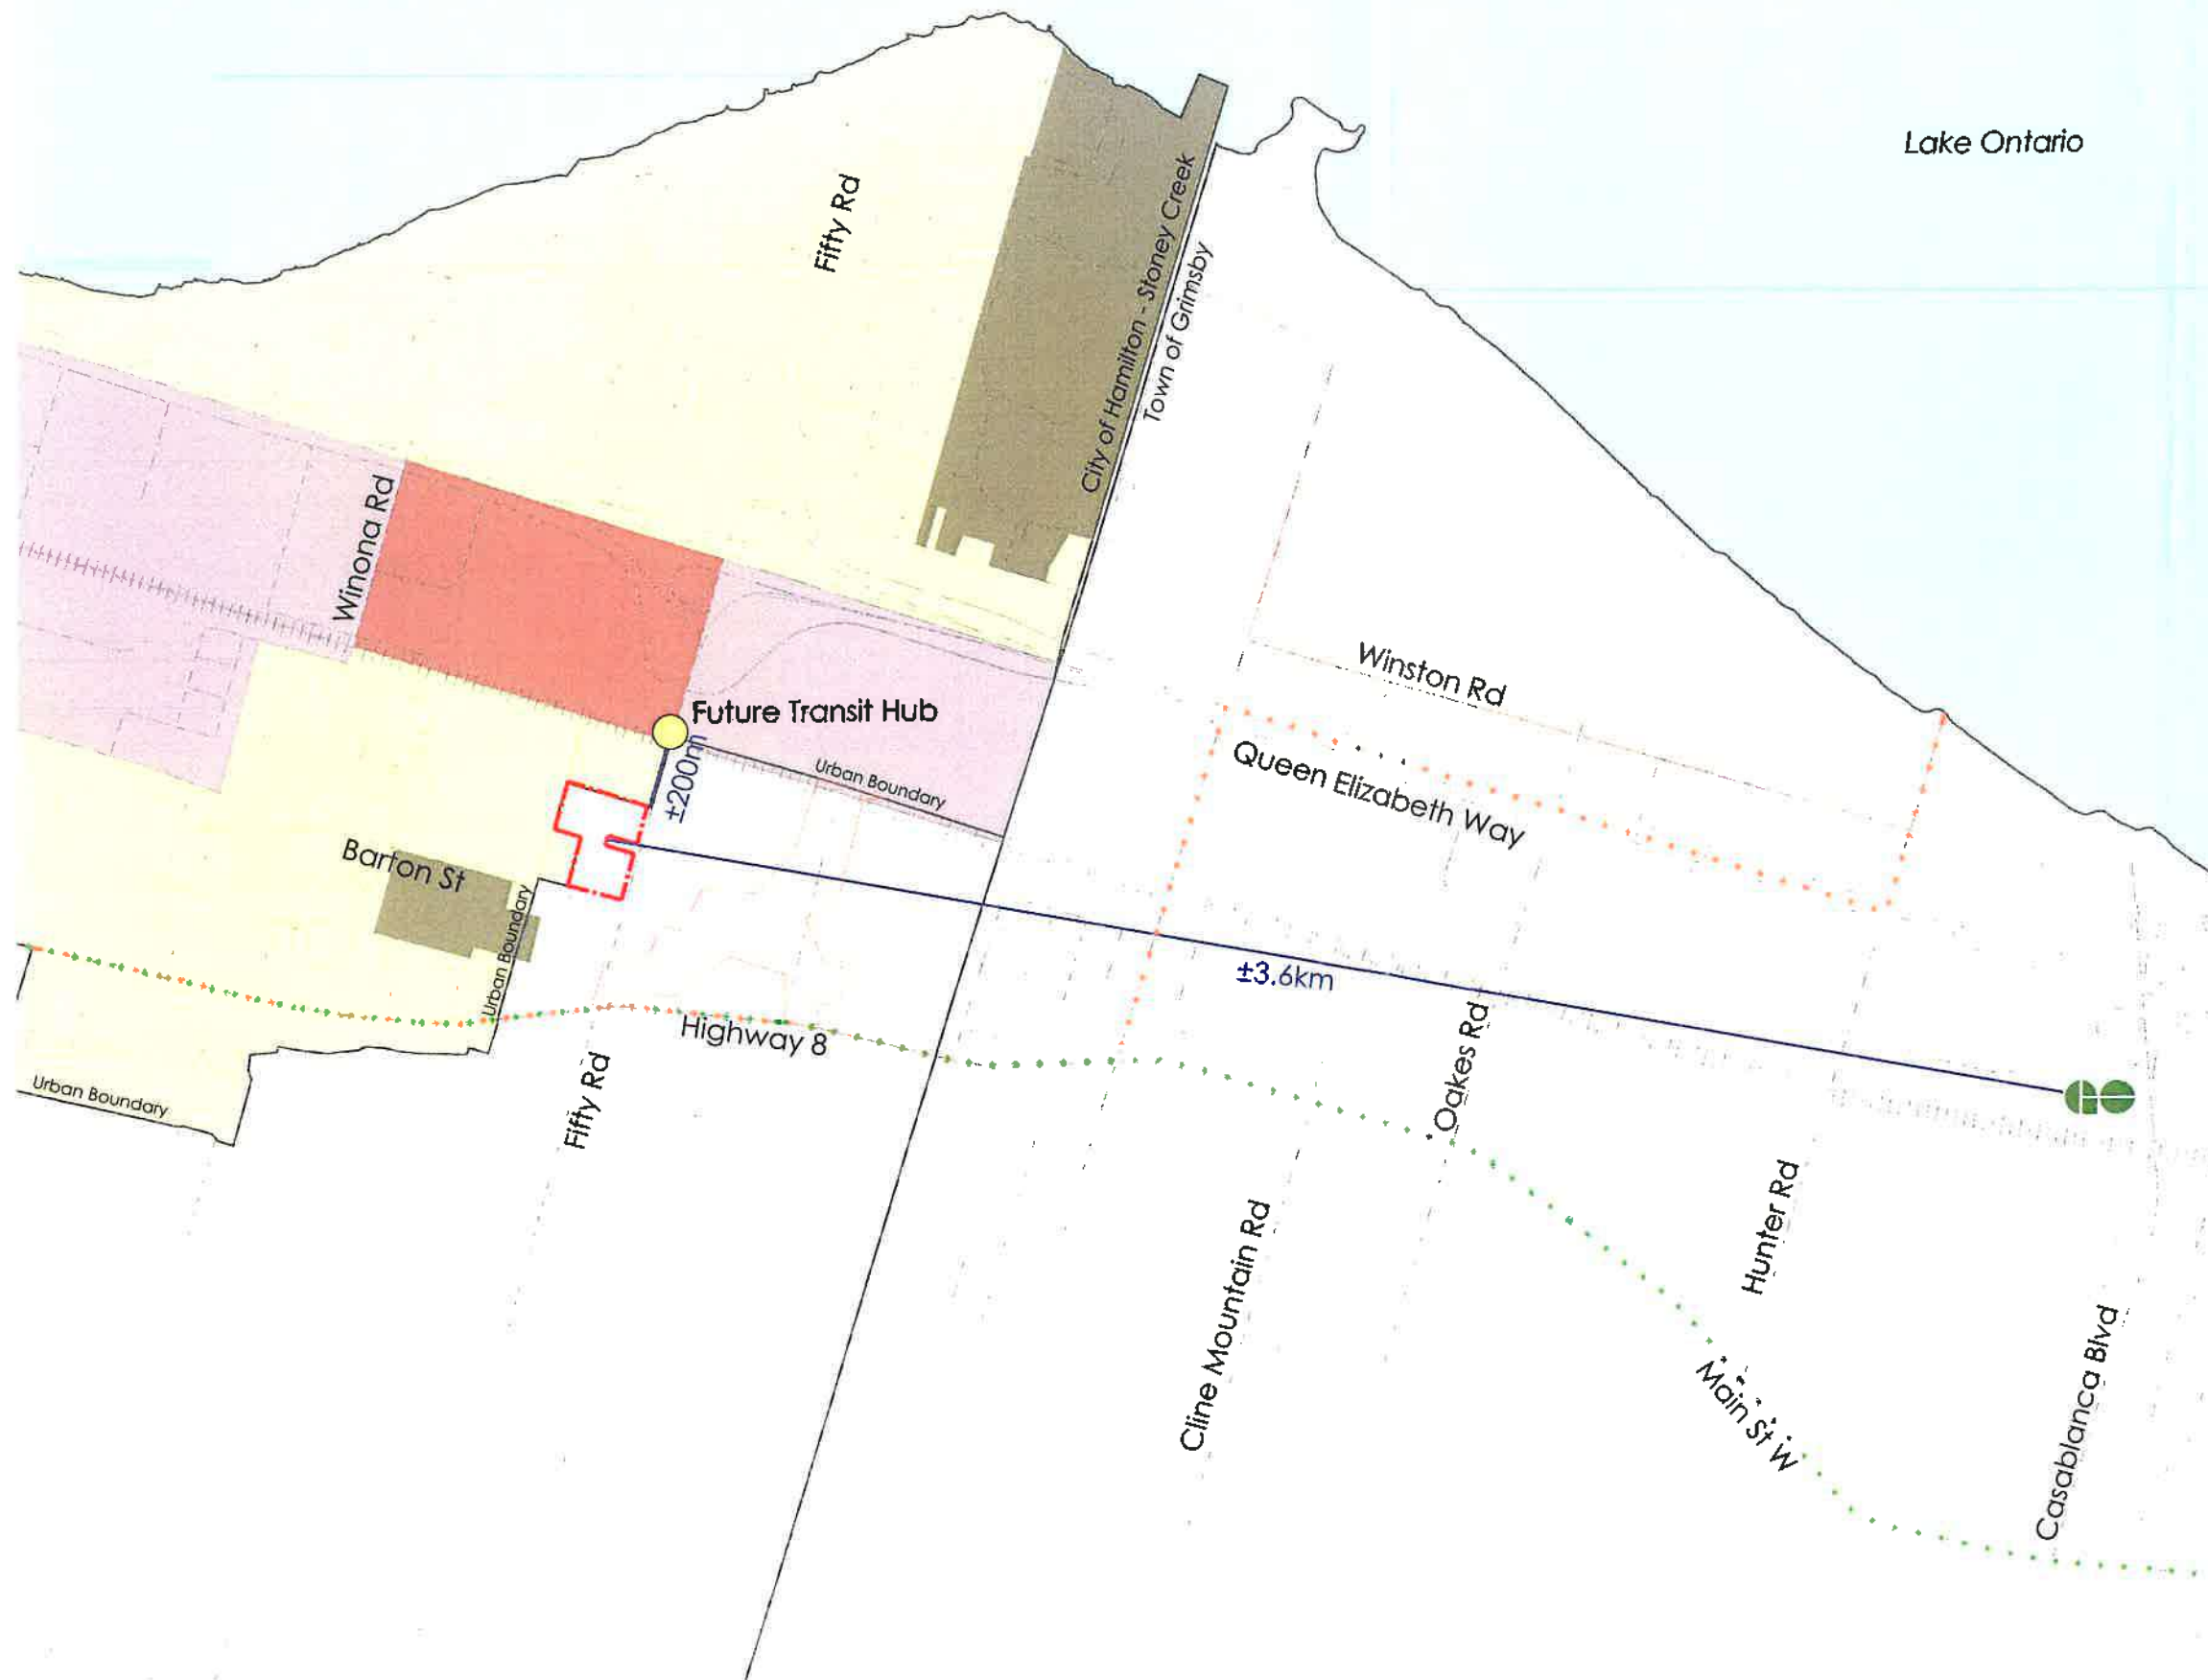 Lake Ontario
Fifty Rd
City of Hamilton - Stoney Creek
Town of Grimsby
Winona Rd
Winston Rd
Future Transit Hub
Queen Elizabeth Way
±200m
Urban Boundary
Barton St
Urban Boundary
±3.6km
Highway 8
Oakes Rd
Fifty Rd
Urban Boundary
Hunter Rd
Cline Mountain Rd
Main St W
Casablanca Blvd